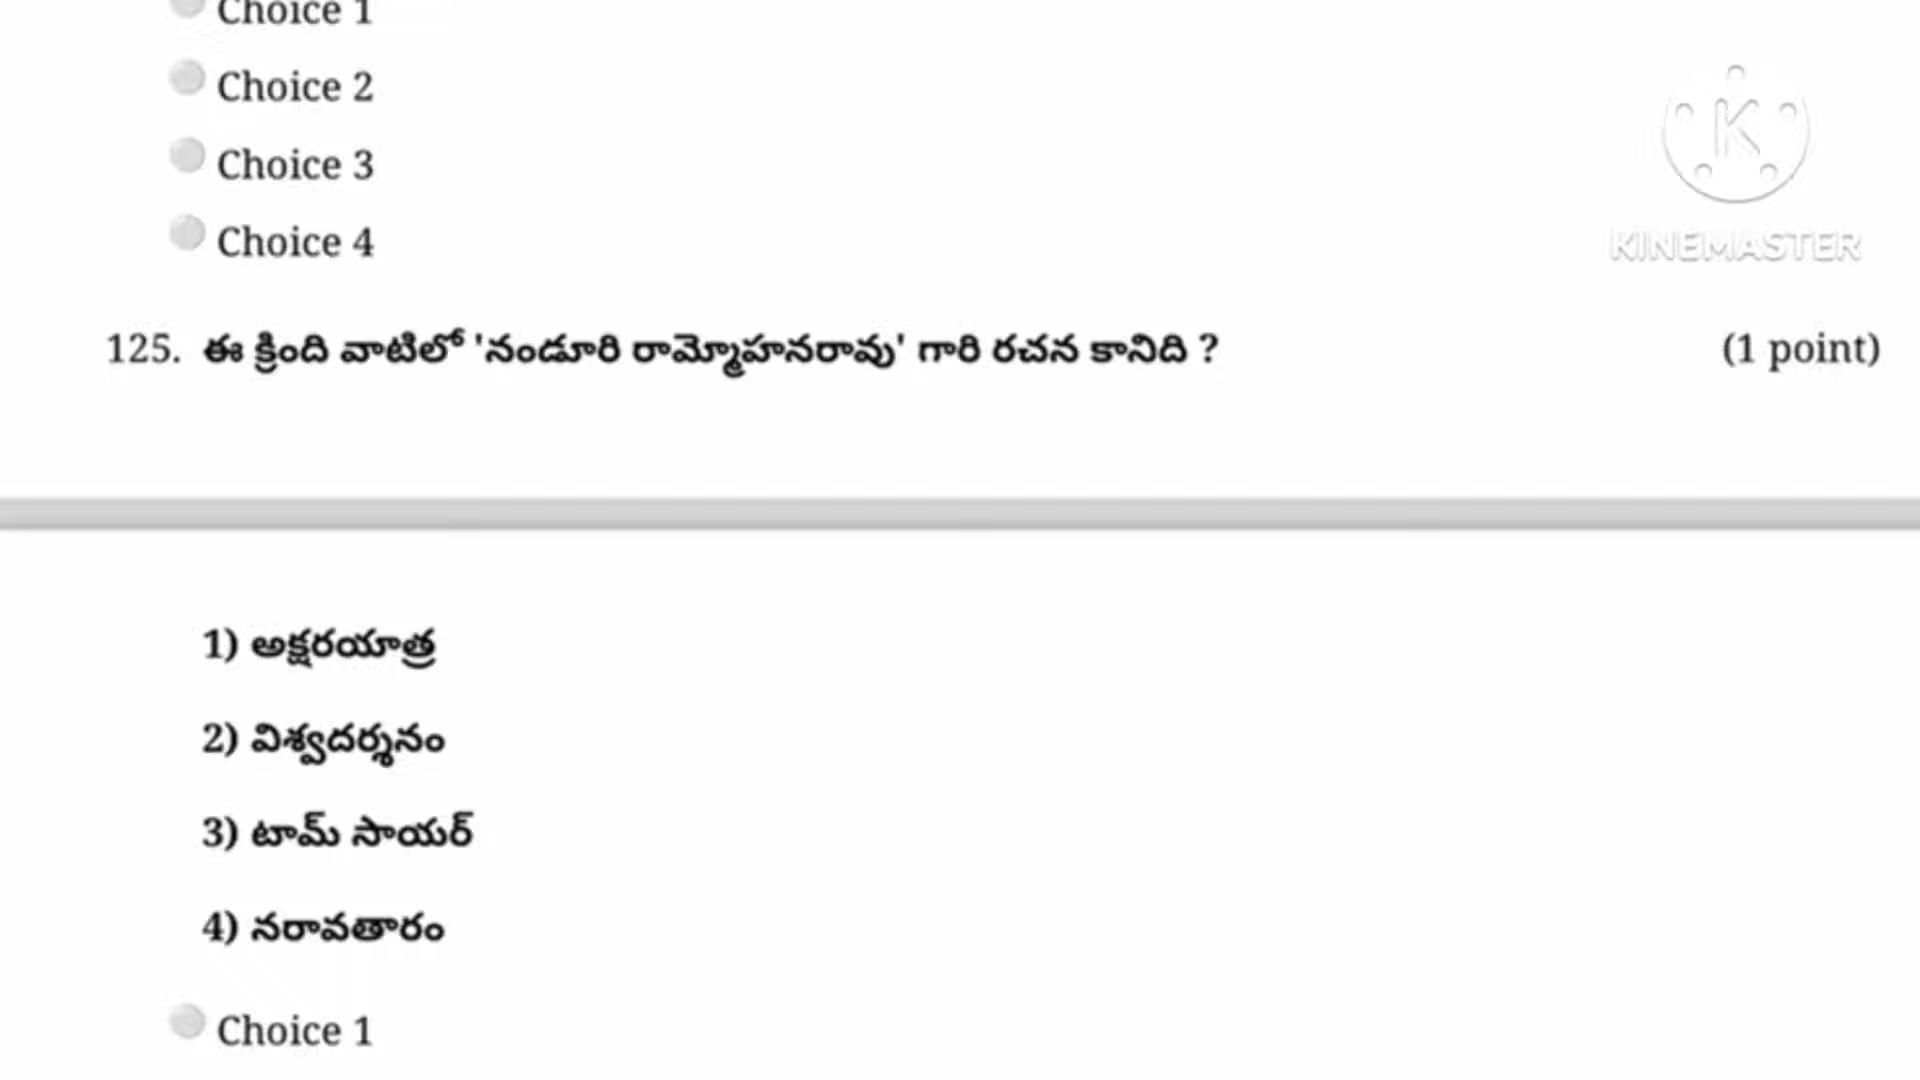 Choice 1
Choice 2
Choice 3
Choice 4
KINEMASTER
125. ఈ క్రింది వాటిలో 'నండూరి రామ్మోహనరావు' గారి రచన కానిది ? (1 point)
1) అక్షరయాత్ర
2) విశ్వదర్శనం
3) టామ్ సాయర్
4) నరావతారం
Choice 1